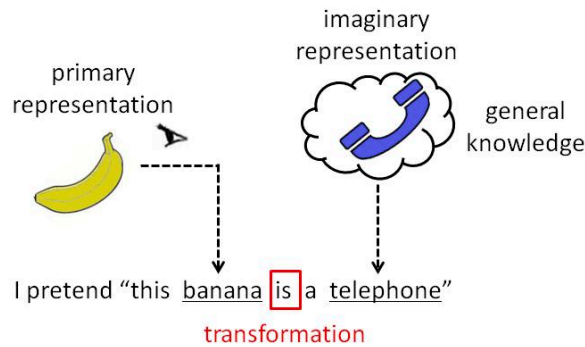 primary
representation
imaginary
representation
general
knowledge
I pretend “this banana is a telephone”
transformation